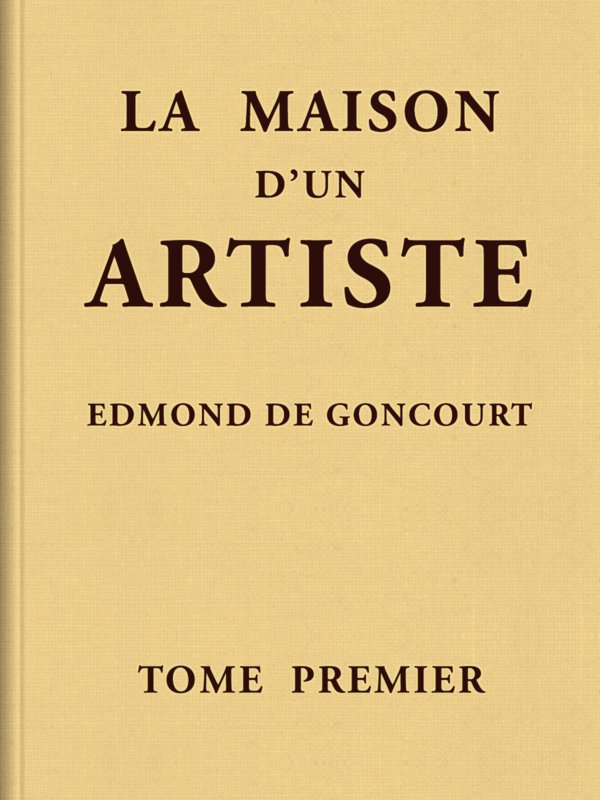 LA MAISON
D’UN
ARTISTE
EDMOND DE GONCOURT
TOME PREMIER